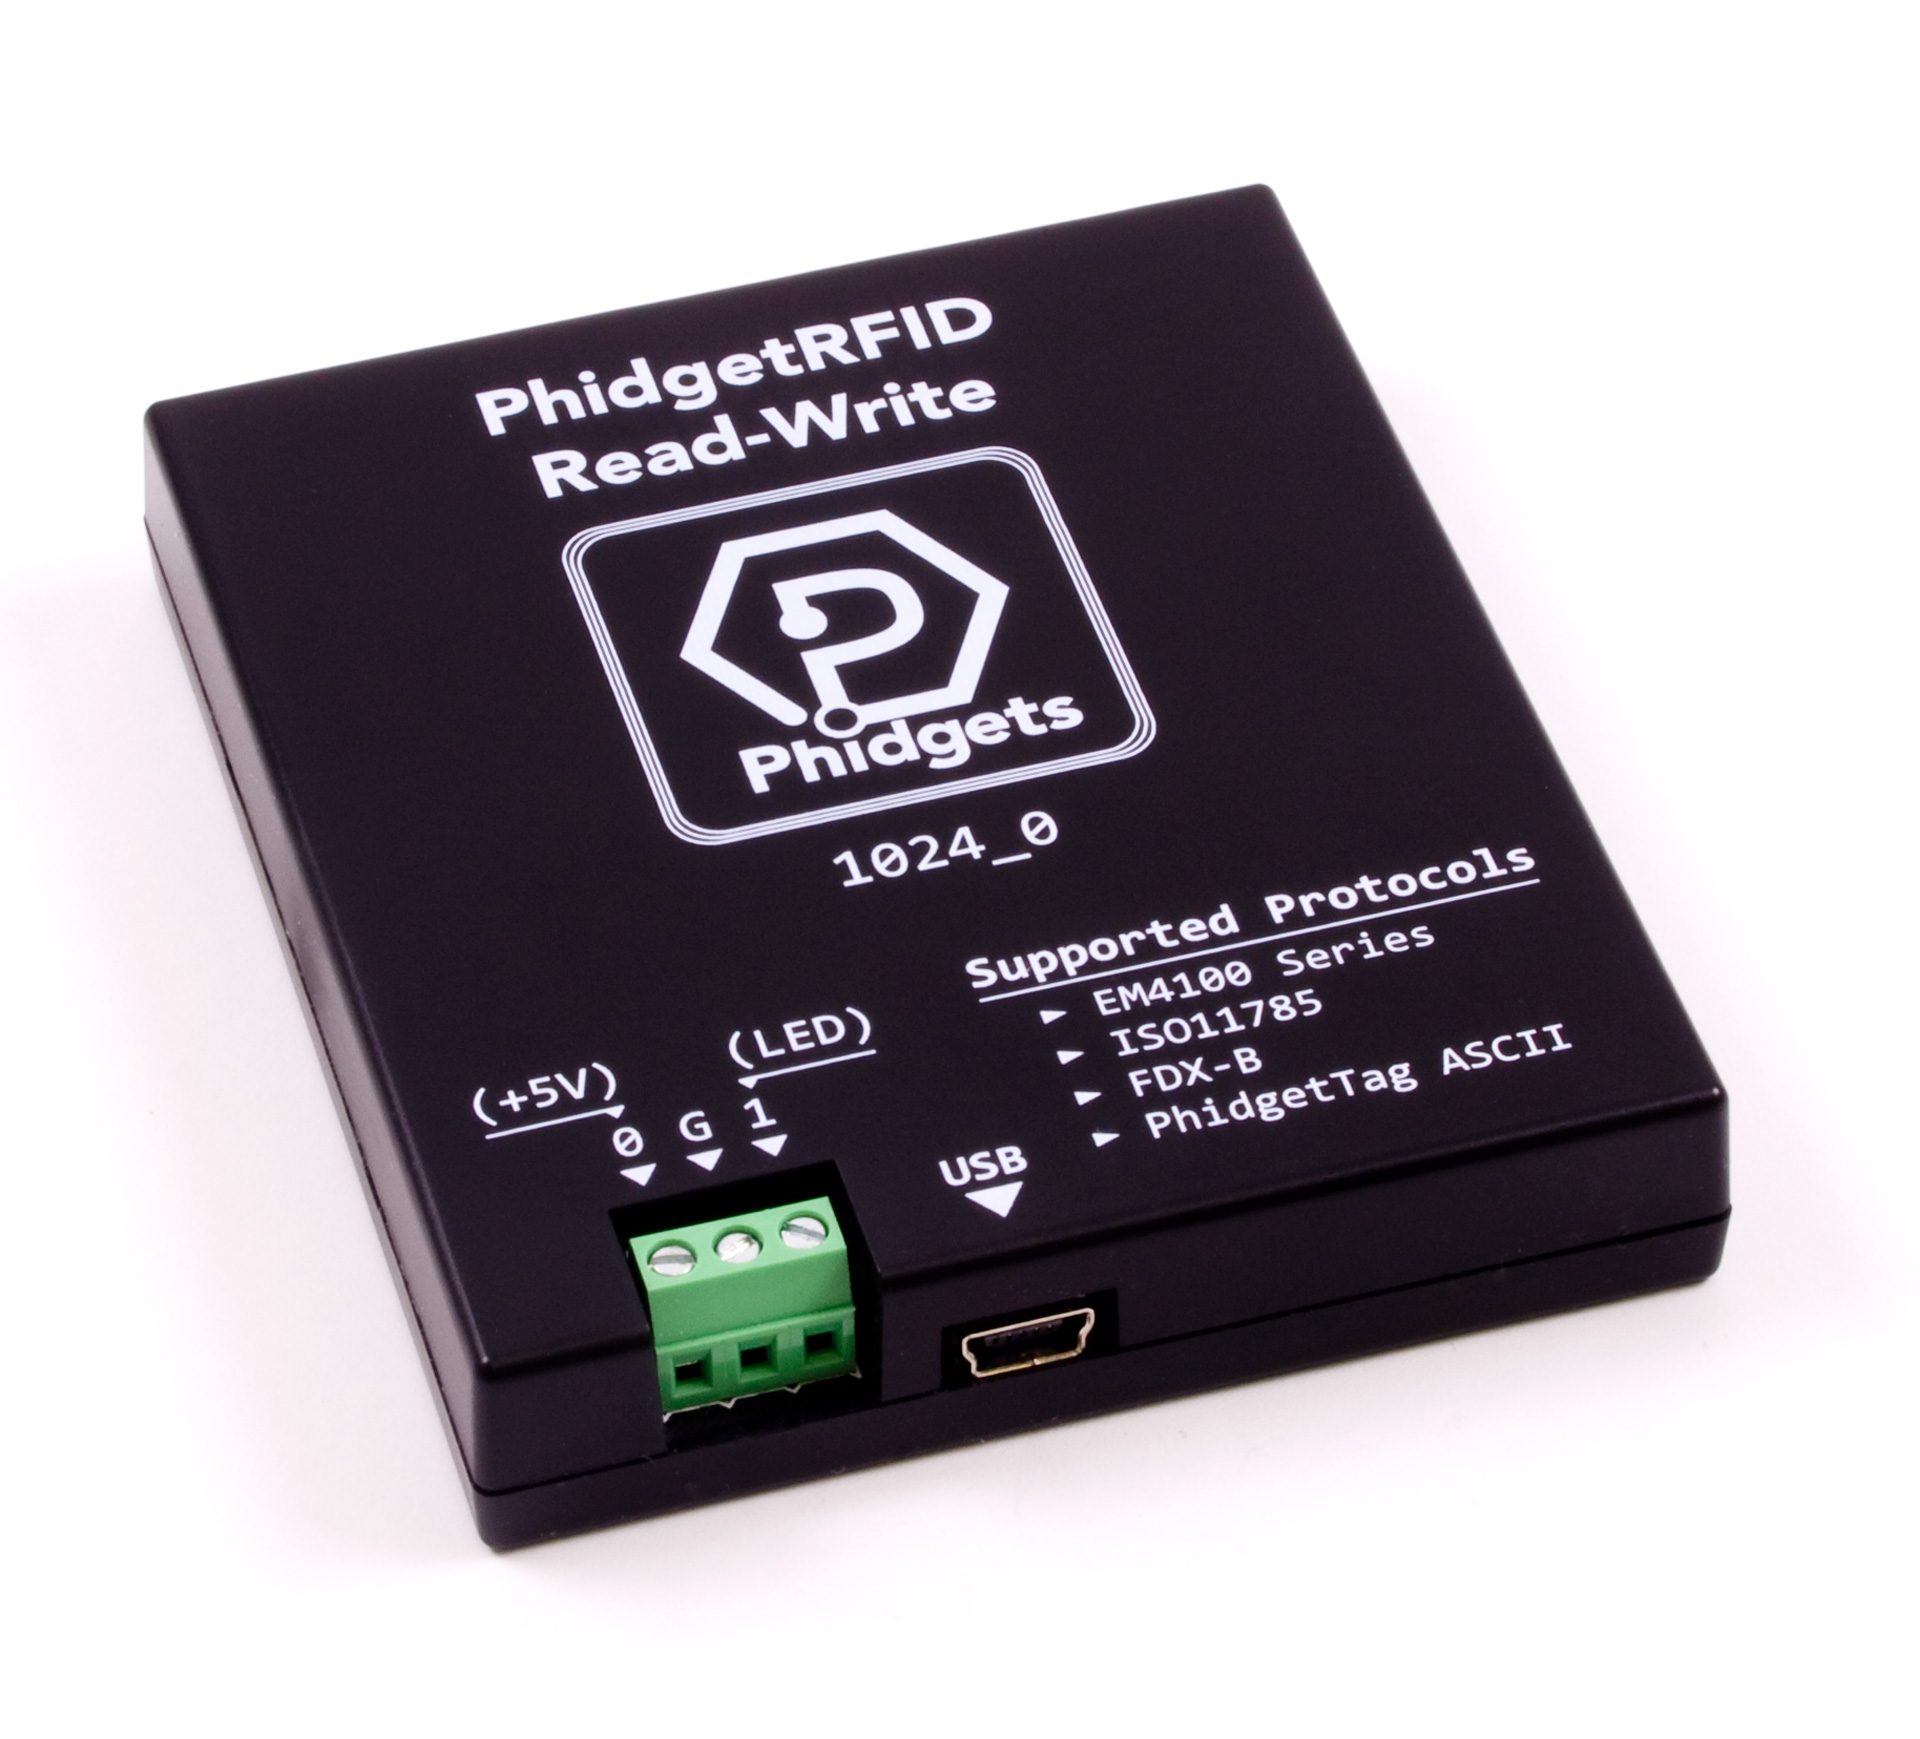 PhidgetRFID
Read-Write
Phidgets
1024_0
Supported Protocols
► EM4100 Series
► ISO11785
► FDX-B
► PhidgetTag ASCII
(+5V)
(LED)
0 G 1
USB